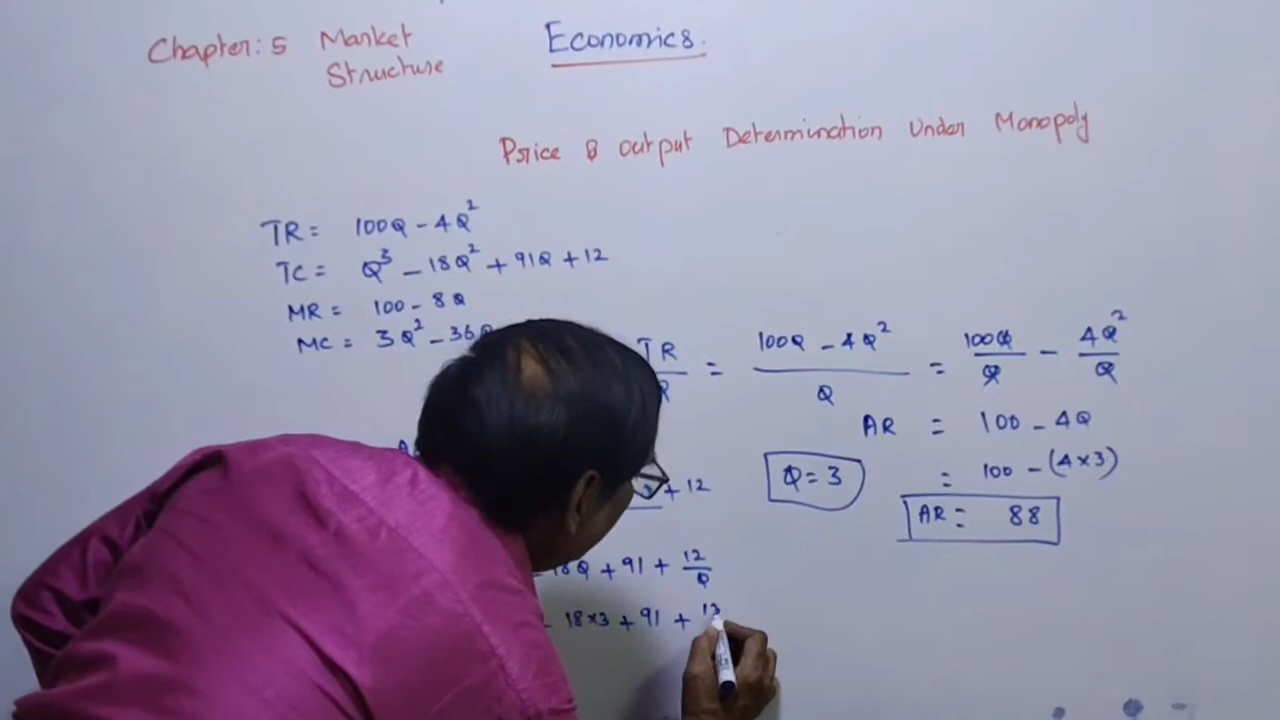 Chapter: 5 Market Structure
Economics.
Price & output Determination Under Monopoly
TR = 100Q - 4Q²
TC = Q³ - 18Q² + 91Q + 12
MR = 100 - 8Q
MC = 3Q² - 36Q
TR = 100Q - 4Q² / Q = 100Q/Q - 4Q²/Q
AR = 100 - 4Q
+ 12
Q = 3
= 100 - (4×3)
AR = 88
- 18Q + 91 + 12/Q
- 18×3 + 91 +